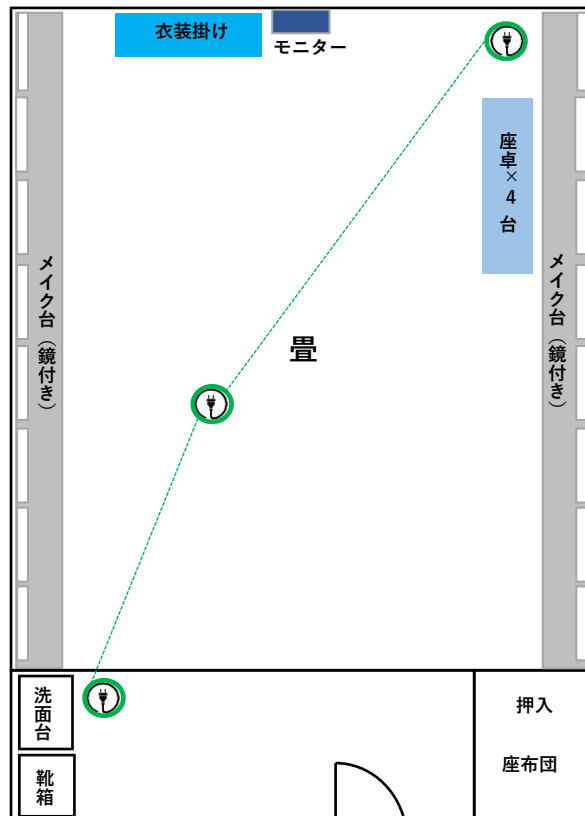 衣装掛け
モニター
座卓×4台
メイク台（鏡付き）
メイク台（鏡付き）
畳
洗面台
靴箱
押入
座布団